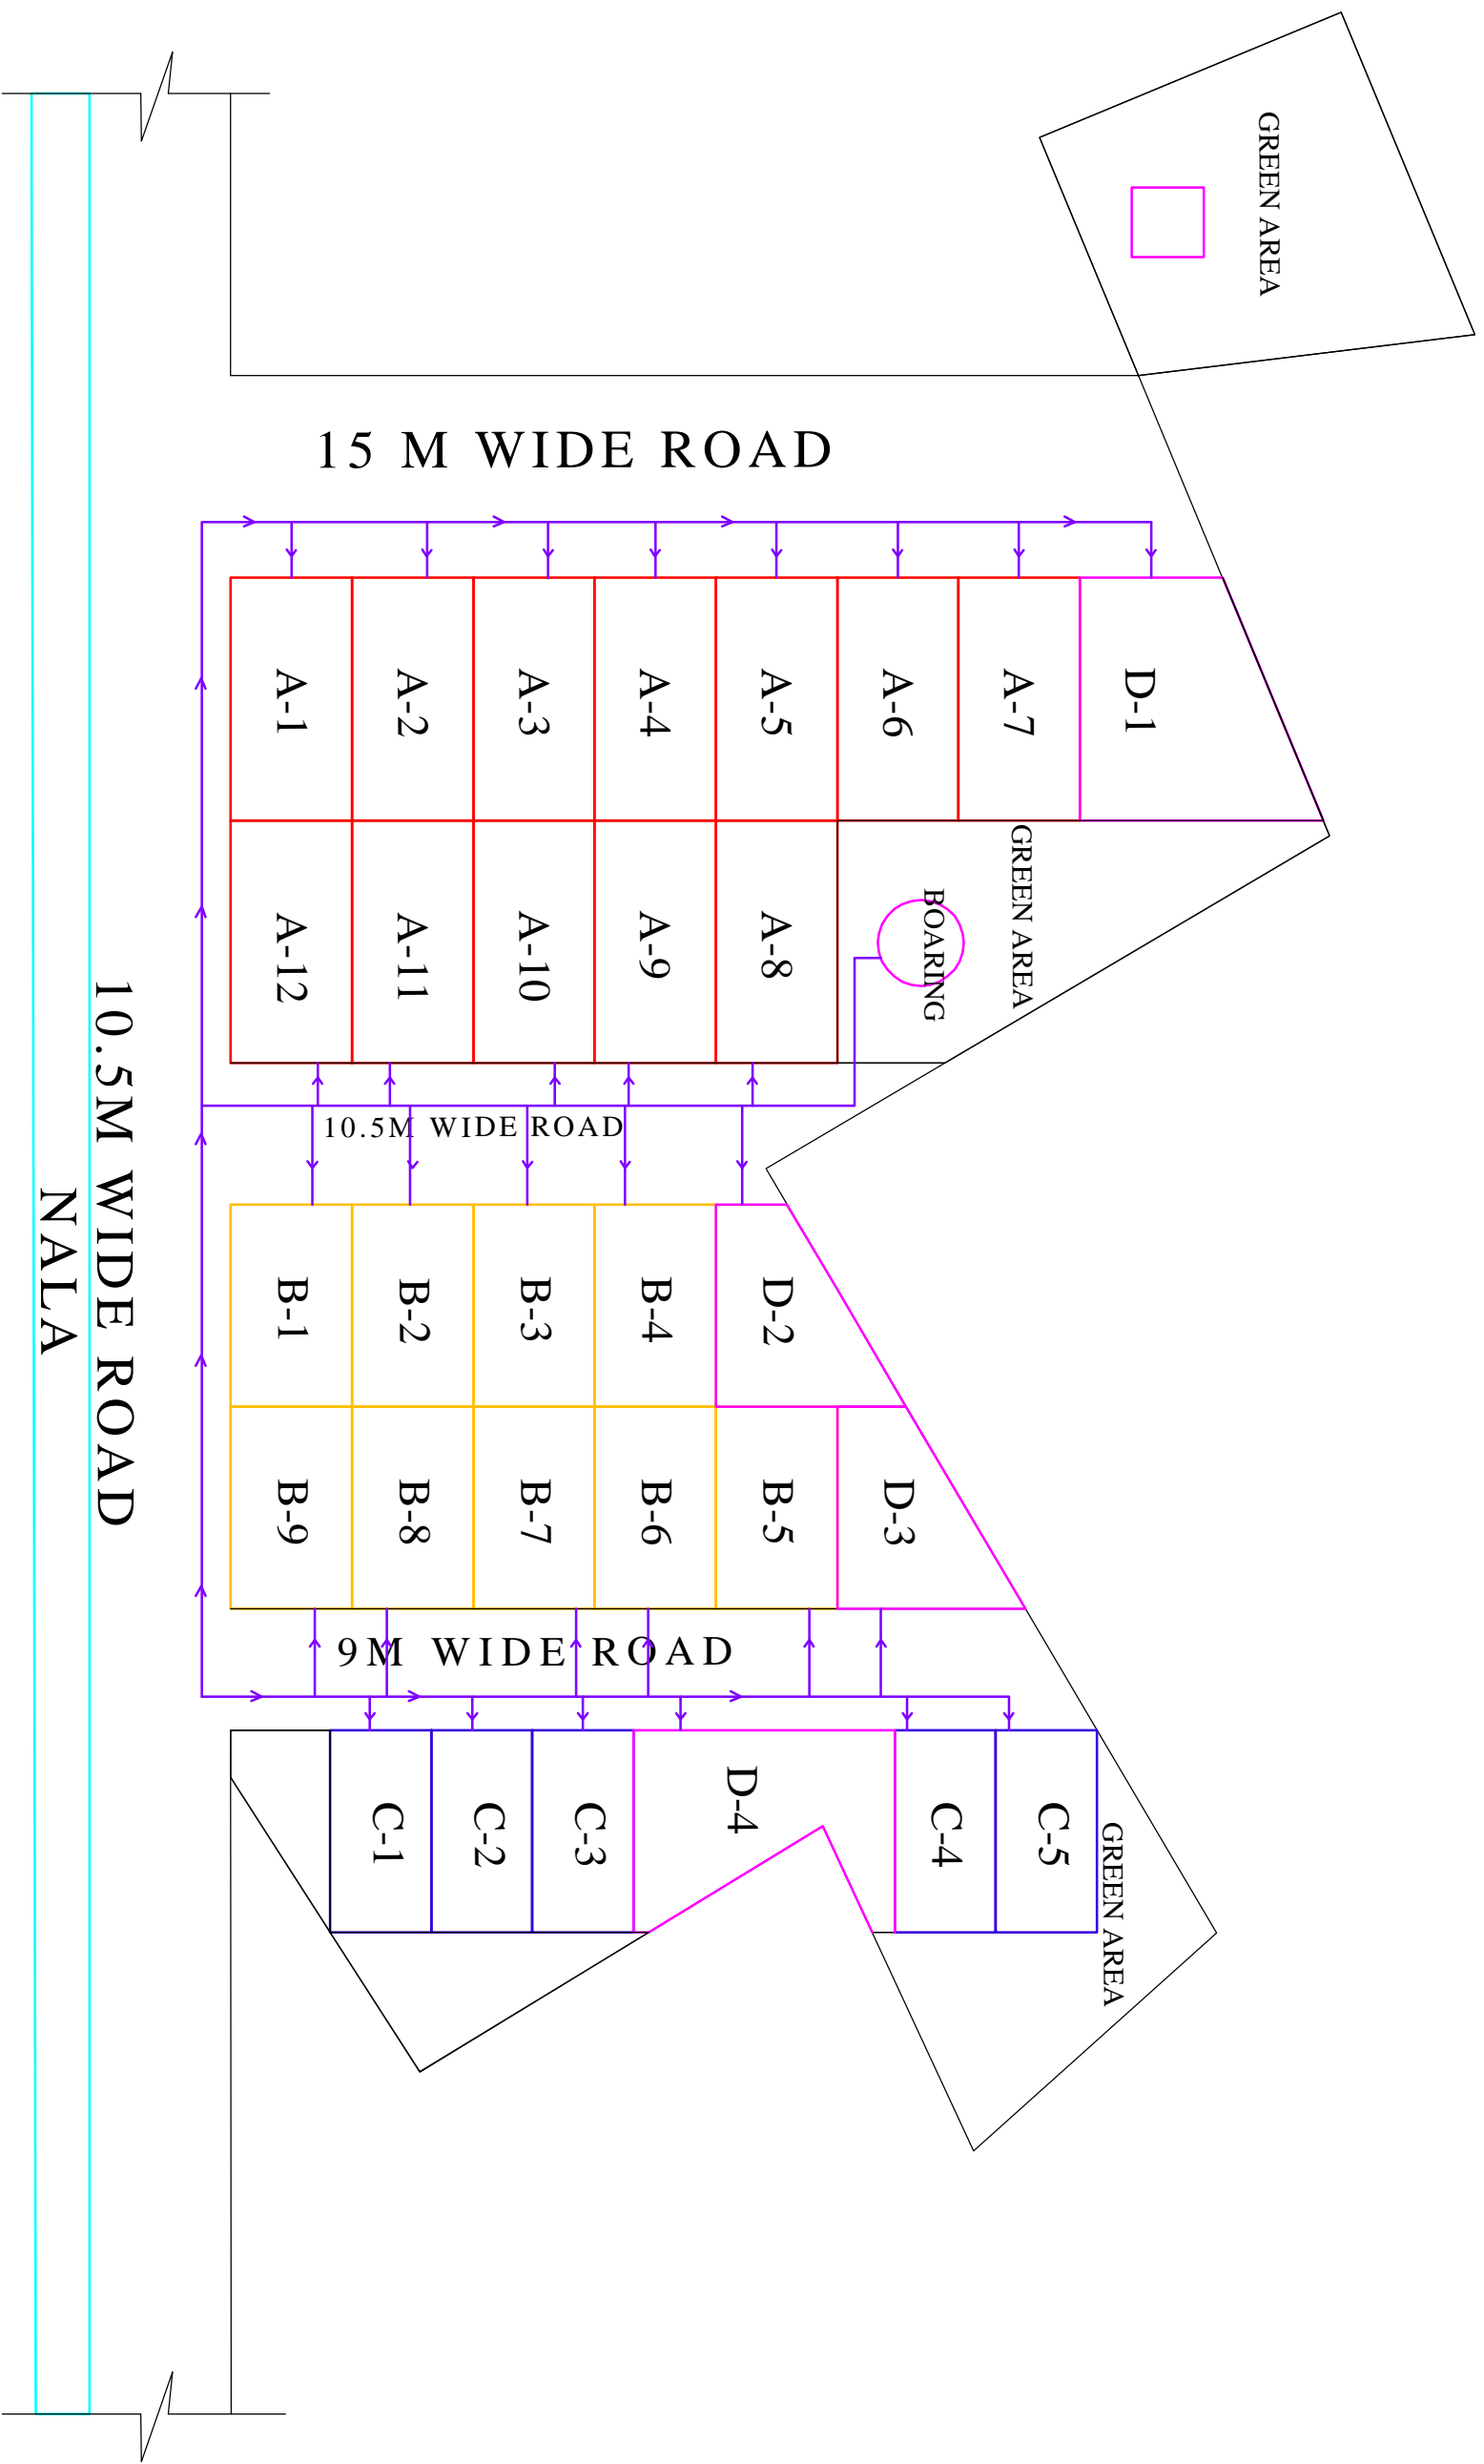 GREEN AREA
15 M WIDE ROAD
A-1
A-2
A-3
A-4
A-5
A-6
A-7
D-1
A-12
A-11
A-10
A-9
A-8
BOARING
GREEN AREA
10.5M WIDE ROAD
10.5M WIDE ROAD
NALA
B-1
B-2
B-3
B-4
D-2
B-9
B-8
B-7
B-6
B-5
D-3
9M WIDE ROAD
C-1
C-2
C-3
D-4
C-4
C-5
GREEN AREA